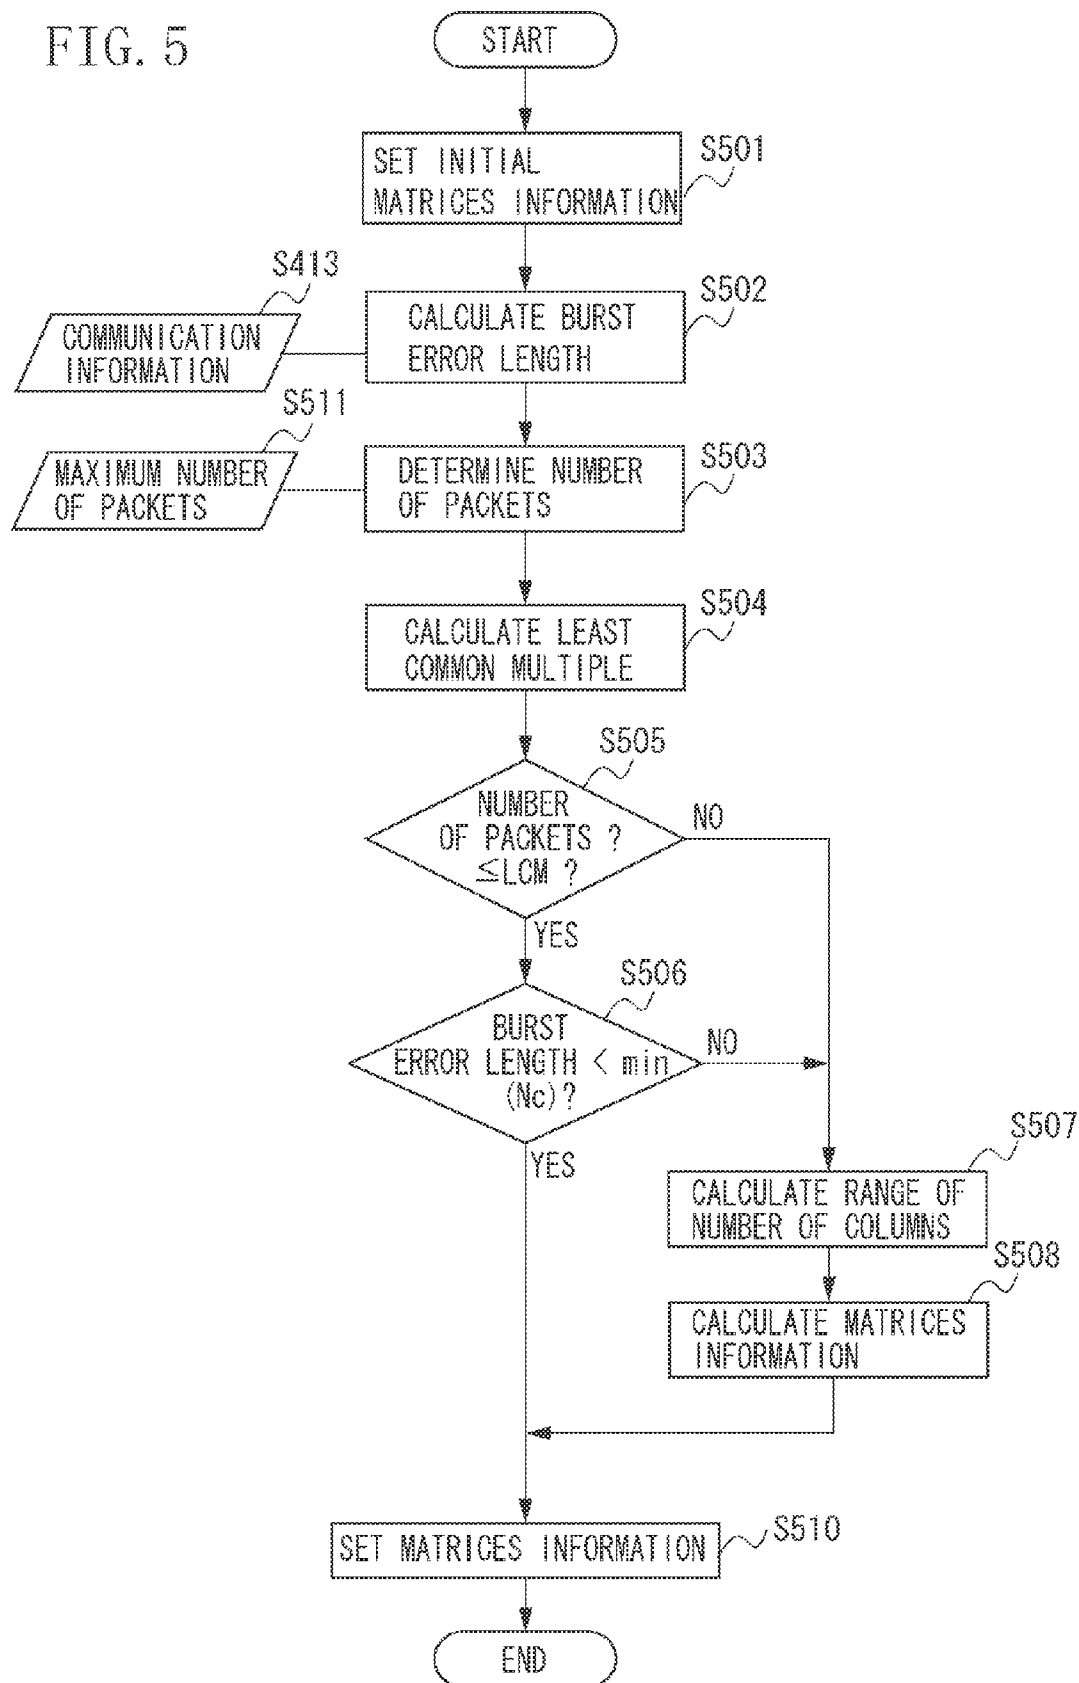 FIG. 5
START
S501
SET INITIAL
MATRICES INFORMATION
S413
COMMUNICATION
INFORMATION
S502
CALCULATE BURST
ERROR LENGTH
S511
MAXIMUM NUMBER
OF PACKETS
S503
DETERMINE NUMBER
OF PACKETS
S504
CALCULATE LEAST
COMMON MULTIPLE
S505
NUMBER
OF PACKETS ?
≦LCM ?
NO
YES
S506
BURST
ERROR LENGTH < min
(Nc)?
NO
YES
S507
CALCULATE RANGE OF
NUMBER OF COLUMNS
S508
CALCULATE MATRICES
INFORMATION
S510
SET MATRICES INFORMATION
END